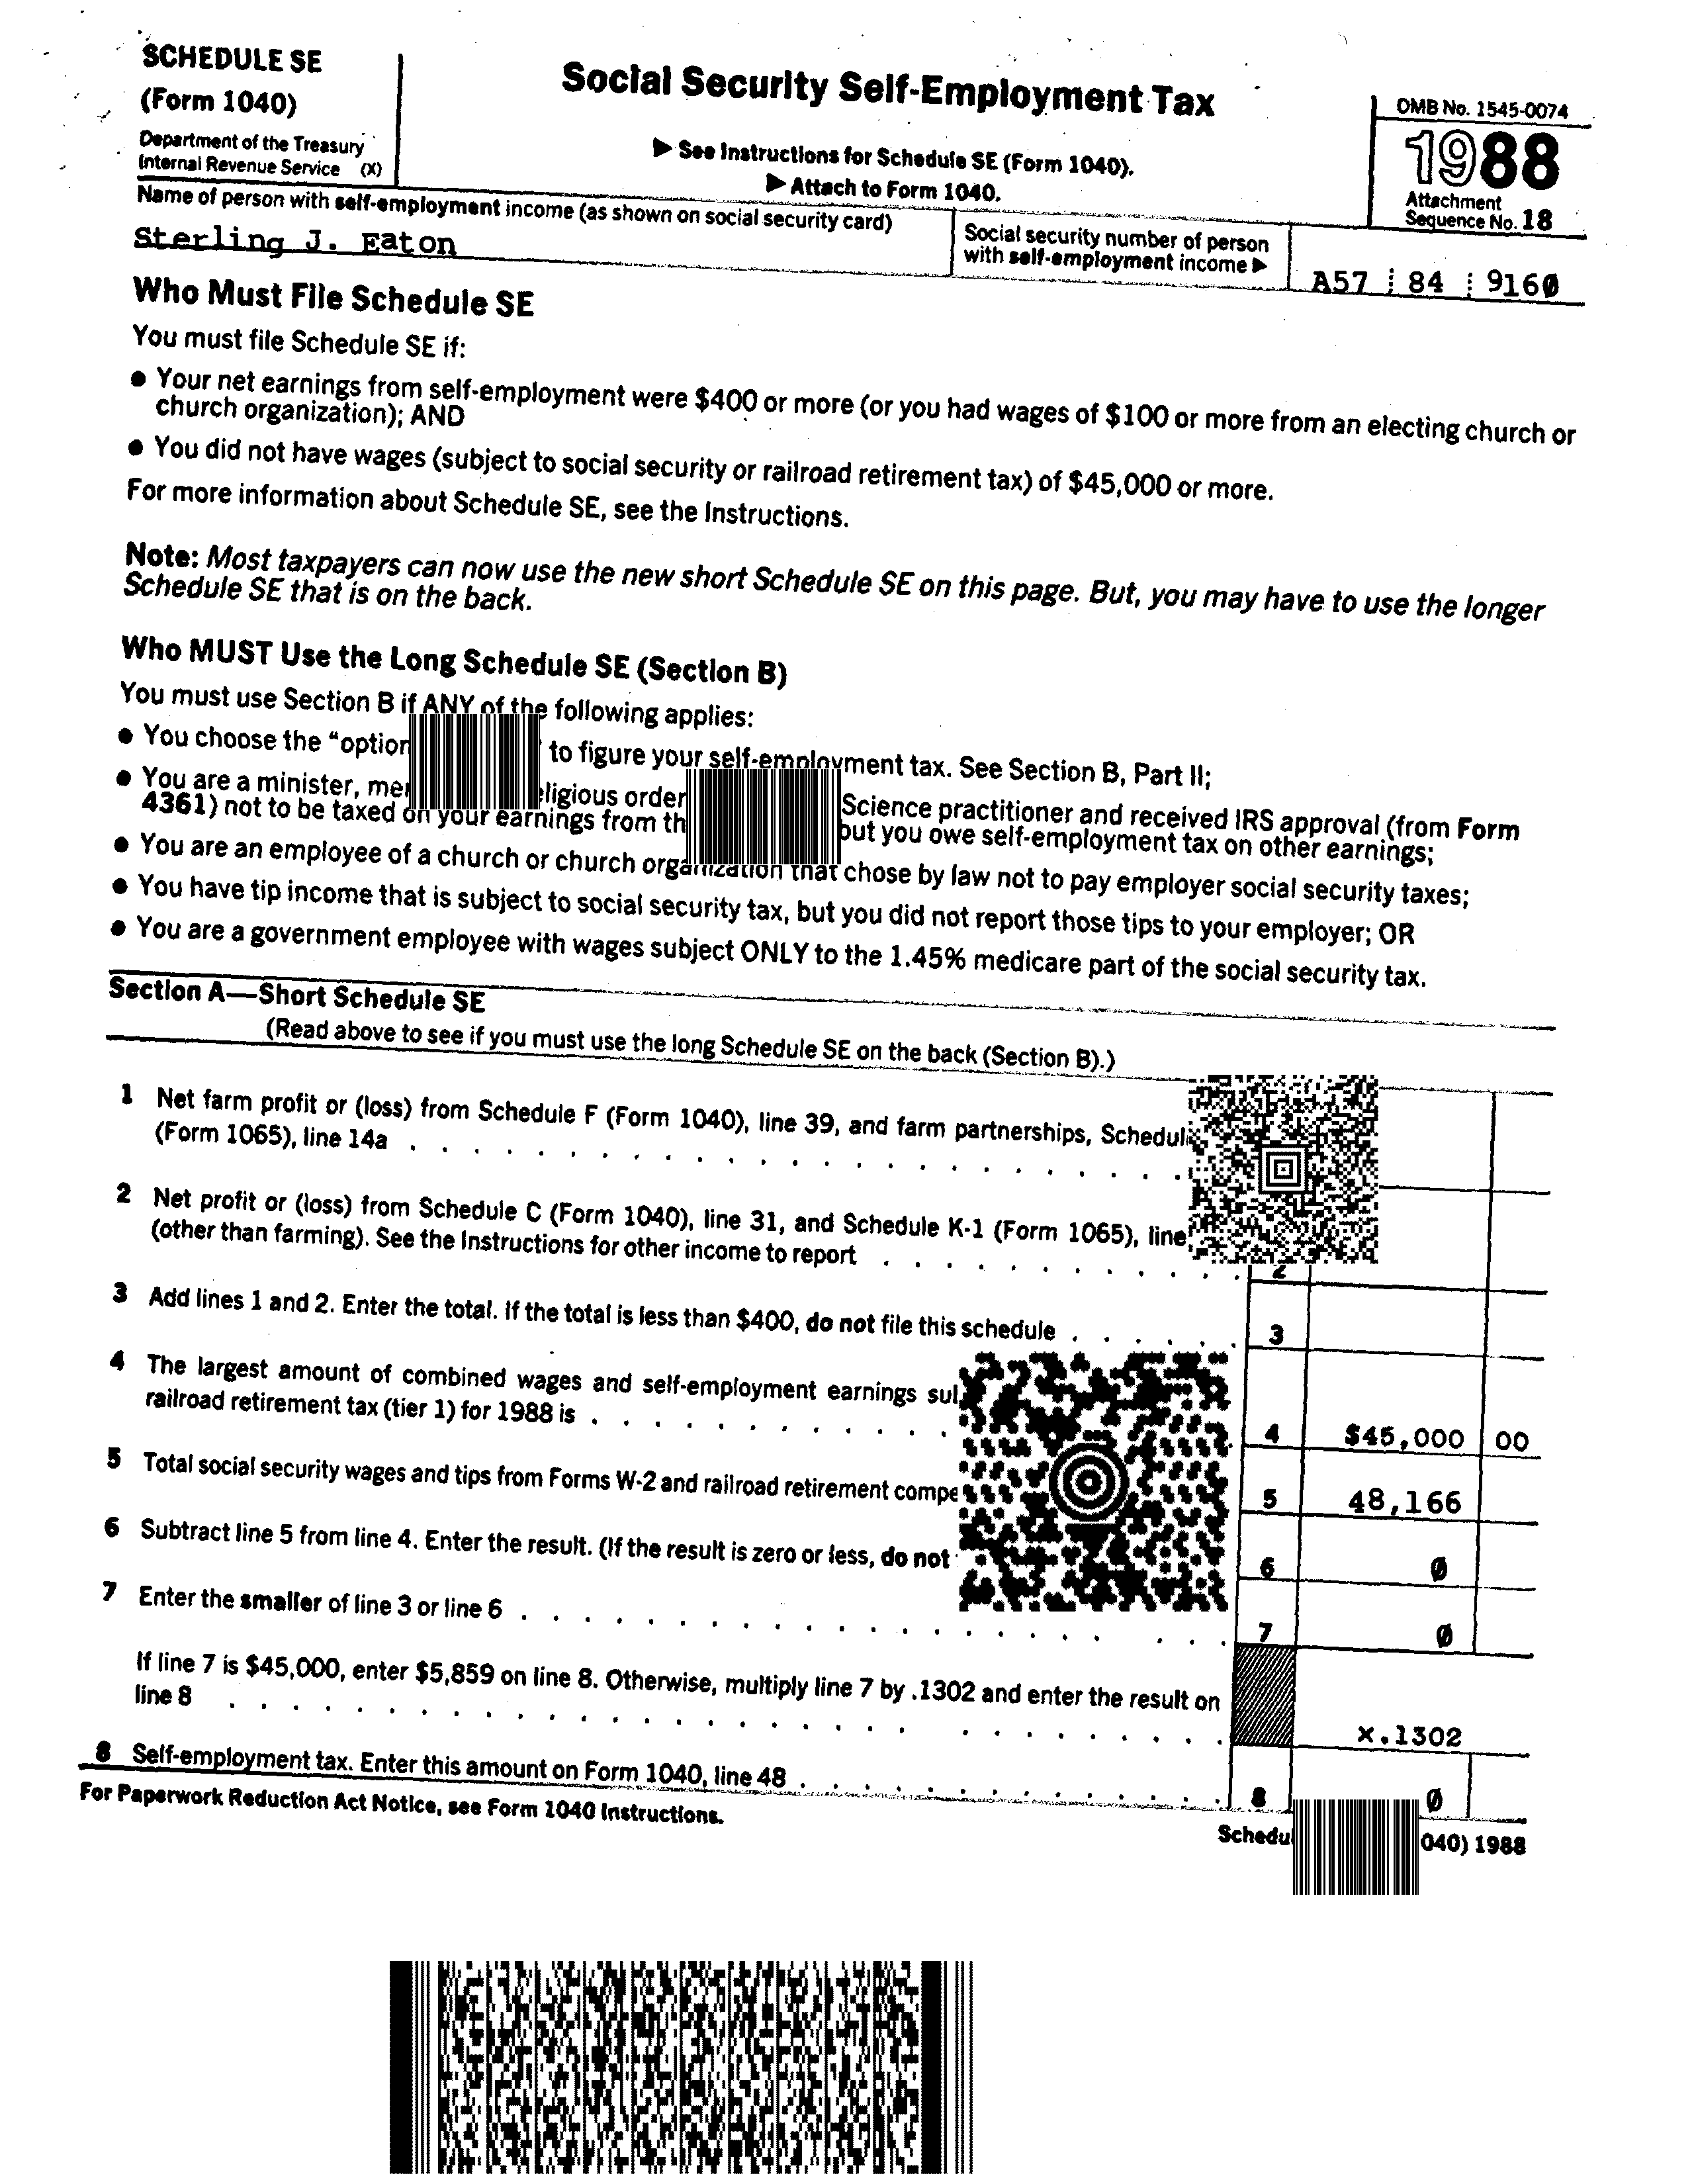 SCHEDULE SE
(Form 1040)
Department of the Treasury
Internal Revenue Service (X)
Social Security Self-Employment Tax
▶ See Instructions for Schedule SE (Form 1040).
▶ Attach to Form 1040.
OMB No. 1545-0074
1988
Attachment
Sequence No. 18
Name of person with self-employment income (as shown on social security card)
Sterling J. Eaton
Social security number of person
with self-employment income ▶
A57 84 9160
Who Must File Schedule SE
You must file Schedule SE if:
● Your net earnings from self-employment were $400 or more (or you had wages of $100 or more from an electing church or
church organization); AND
● You did not have wages (subject to social security or railroad retirement tax) of $45,000 or more.
For more information about Schedule SE, see the Instructions.
Note: Most taxpayers can now use the new short Schedule SE on this page. But, you may have to use the longer
Schedule SE that is on the back.
Who MUST Use the Long Schedule SE (Section B)
You must use Section B if ANY of the following applies:
● You choose the to figure your self-employment tax. See Section B, Part II;
● You are a minister, order Science practitioner and received IRS approval (from Form
4361) not to be taxed on your earnings from but you owe self-employment tax on other earnings;
● You are an employee of a church or church organization that chose by law not to pay employer social security taxes;
● You have tip income that is subject to social security tax, but you did not report those tips to your employer; OR
● You are a government employee with wages subject ONLY to the 1.45% medicare part of the social security tax.
Section A—Short Schedule SE
(Read above to see if you must use the long Schedule SE on the back (Section B).)
1 Net farm profit or (loss) from Schedule F (Form 1040), line 39, and farm partnerships,
(Form 1065), line 14a
2 Net profit or (loss) from Schedule C (Form 1040), line 31, and Schedule K-1 (Form 1065), line
(other than farming). See the Instructions for other income to report 2
3 Add lines 1 and 2. Enter the total. If the total is less than $400, do not file this schedule 3
4 The largest amount of combined wages and self-employment earnings
railroad retirement tax (tier 1) for 1988 is 4 $45,000 00
5 Total social security wages and tips from Forms W-2 and railroad retirement 5 48,166
6 Subtract line 5 from line 4. Enter the result. (If the result is zero or less, do not 6 0
7 Enter the smaller of line 3 or line 6 7 0
If line 7 is $45,000, enter $5,859 on line 8. Otherwise, multiply line 7 by .1302 and enter the result on
line 8 x.1302
8 Self-employment tax. Enter this amount on Form 1040, line 48 8 0
For Paperwork Reduction Act Notice, see Form 1040 Instructions.
1988